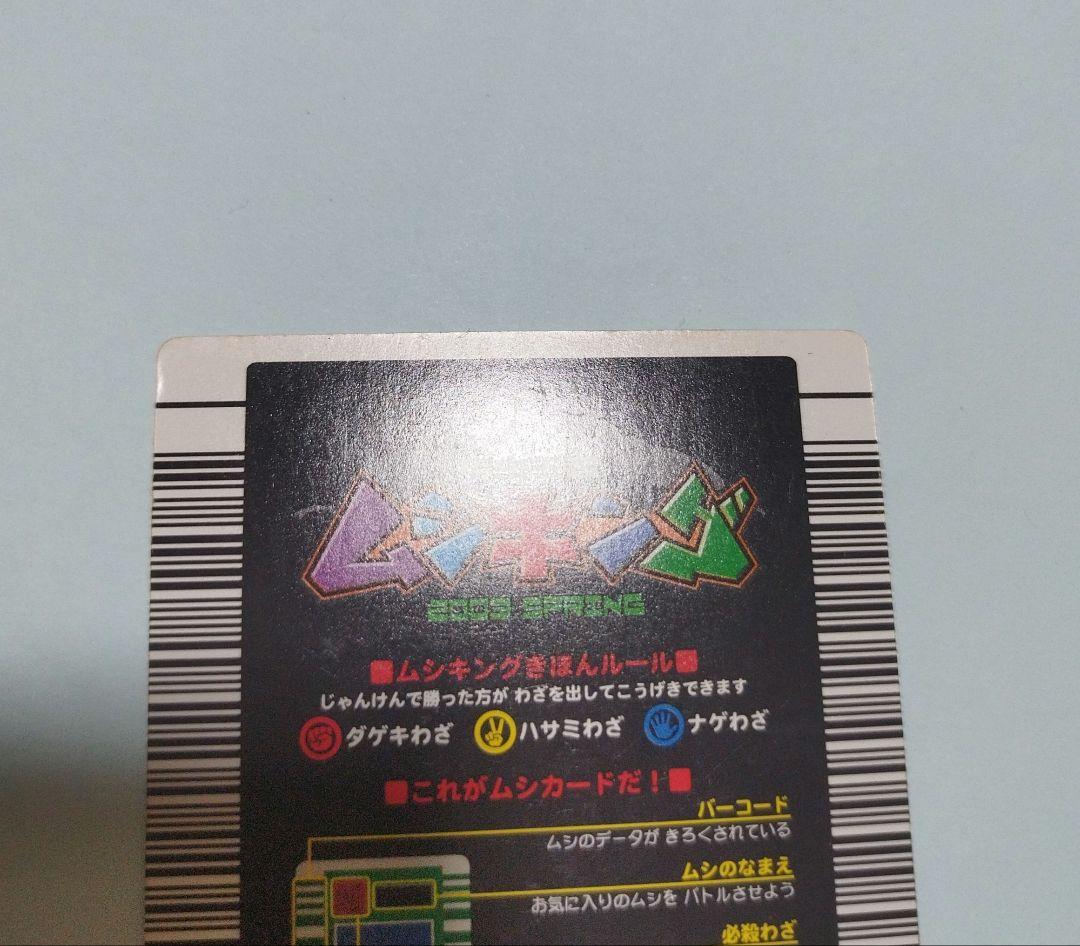 ムシキング
2003 SPRING
■ムシキングきほんルール■
じゃんけんで勝った方が わざを出してこうげきできます
ダゲキわざ ハサミわざ ナゲわざ
■これがムシカードだ!■
バーコード
ムシのデータが きろくされている
ムシのなまえ
お気に入りのムシを バトルさせよう
必殺わざ